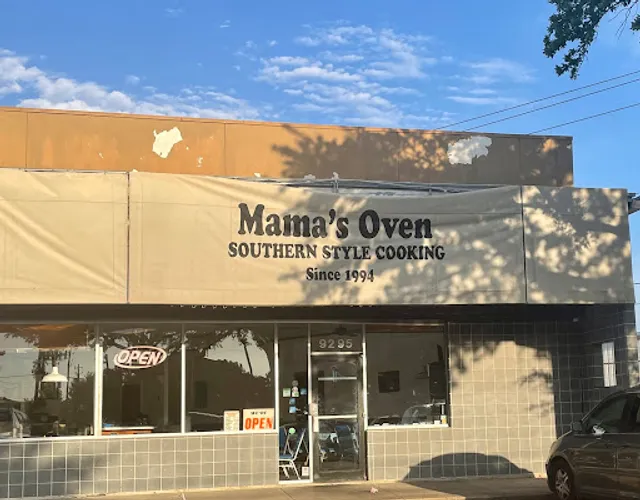 Mama's Oven
SOUTHERN STYLE COOKING
Since 1994
9295
OPEN
OPEN